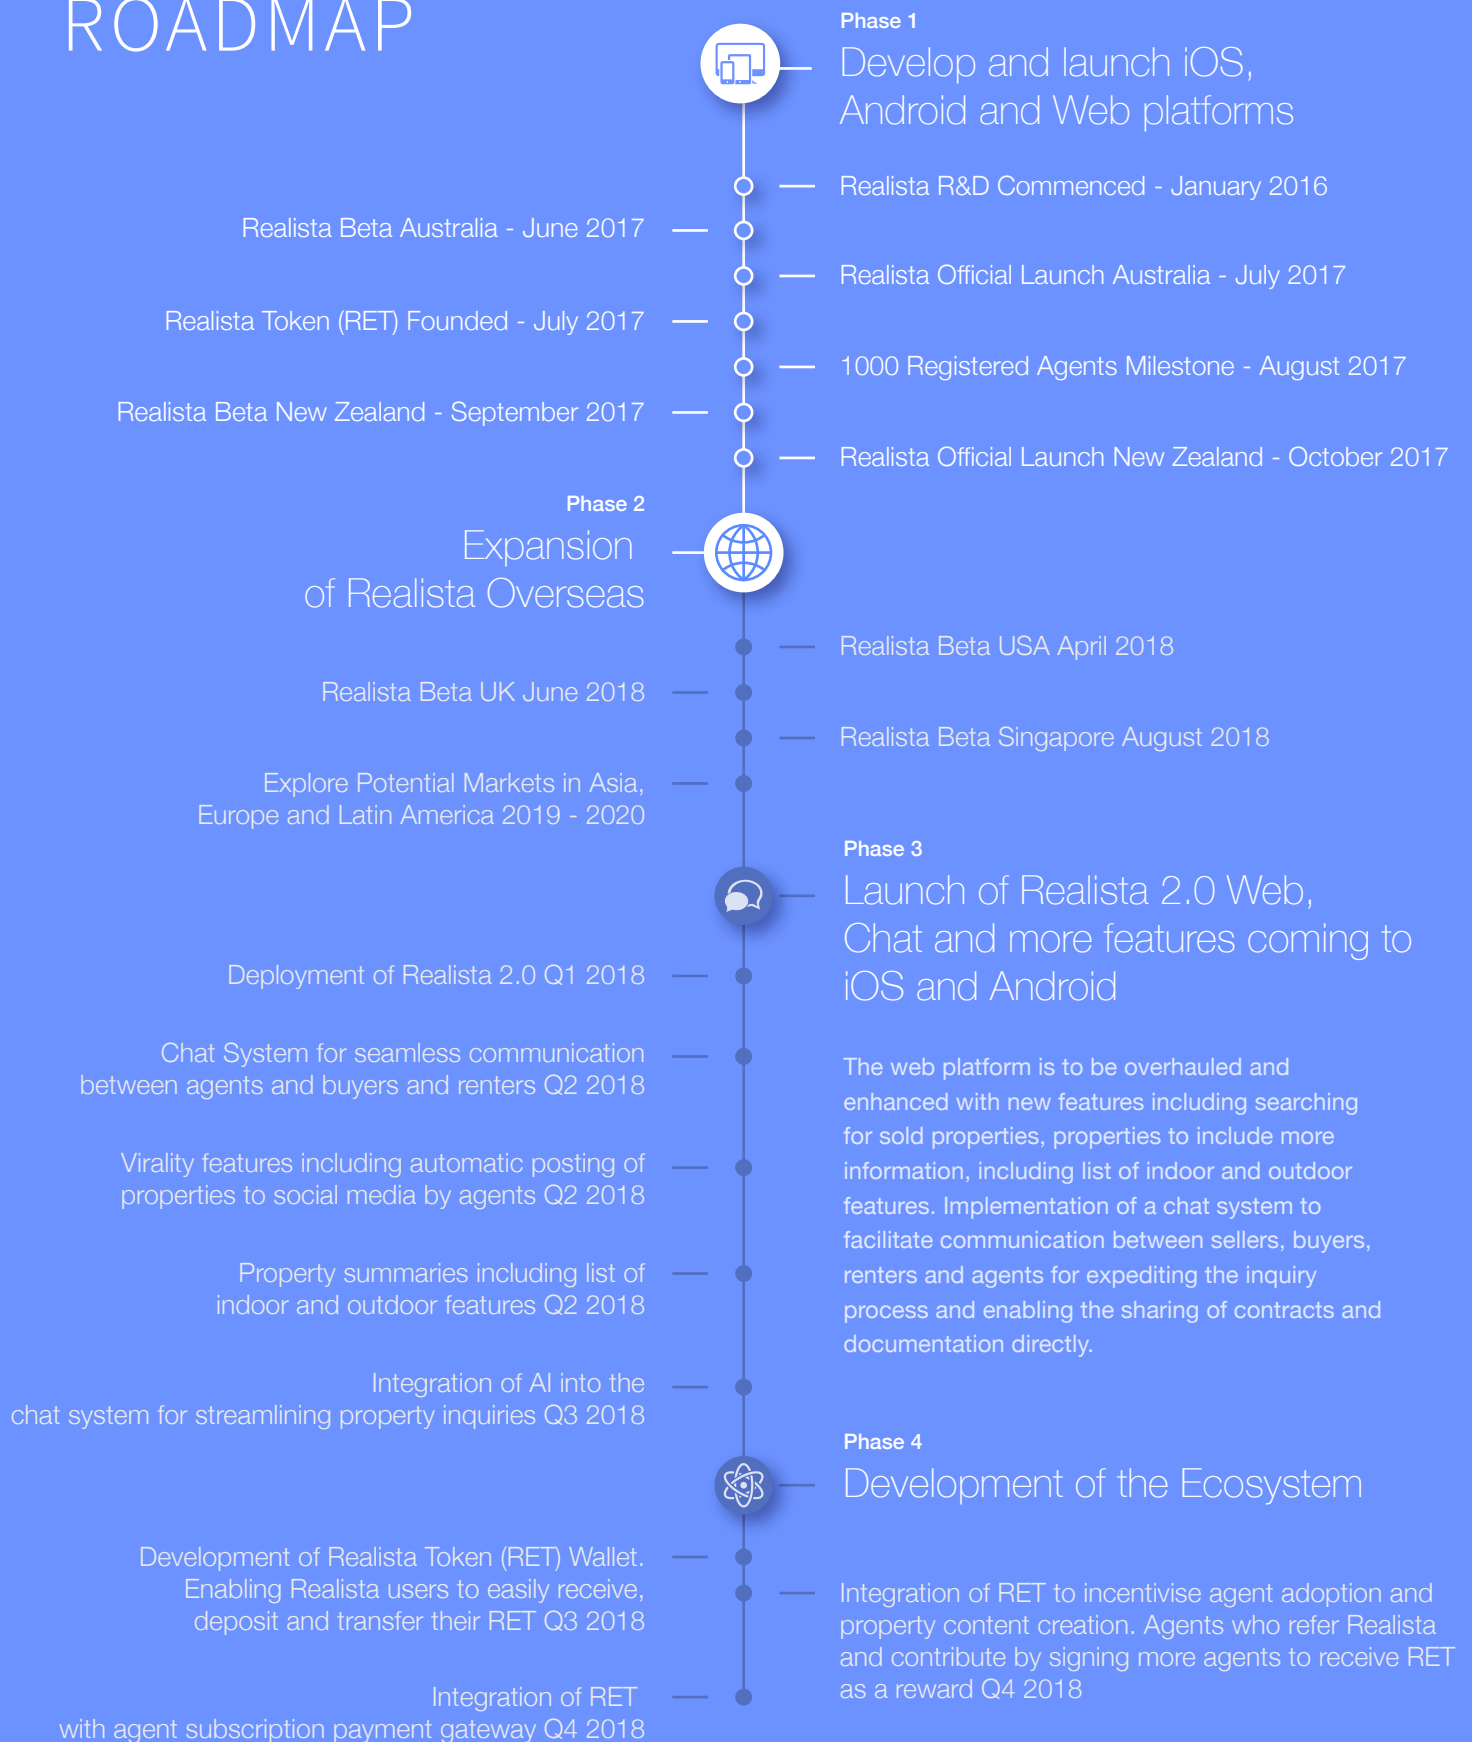 ROADMAP
Phase 1
Develop and launch iOS,
Android and Web platforms
Realista R&D Commenced - January 2016
Realista Beta Australia - June 2017
Realista Official Launch Australia - July 2017
Realista Token (RET) Founded - July 2017
1000 Registered Agents Milestone - August 2017
Realista Beta New Zealand - September 2017
Realista Official Launch New Zealand - October 2017
Phase 2
Expansion
of Realista Overseas
Realista Beta USA April 2018
Realista Beta UK June 2018
Realista Beta Singapore August 2018
Explore Potential Markets in Asia,
Europe and Latin America 2019 - 2020
Phase 3
Launch of Realista 2.0 Web,
Chat and more features coming to
iOS and Android
The web platform is to be overhauled and
enhanced with new features including searching
for sold properties, properties to include more
information, including list of indoor and outdoor
features. Implementation of a chat system to
facilitate communication between sellers, buyers,
renters and agents for expediting the inquiry
process and enabling the sharing of contracts and
documentation directly.
Deployment of Realista 2.0 Q1 2018
Chat System for seamless communication
between agents and buyers and renters Q2 2018
Virality features including automatic posting of
properties to social media by agents Q2 2018
Property summaries including list of
indoor and outdoor features Q2 2018
Integration of AI into the
chat system for streamlining property inquiries Q3 2018
Phase 4
Development of the Ecosystem
Development of Realista Token (RET) Wallet.
Enabling Realista users to easily receive,
deposit and transfer their RET Q3 2018
Integration of RET to incentivise agent adoption and
property content creation. Agents who refer Realista
and contribute by signing more agents to receive RET
as a reward Q4 2018
Integration of RET
with agent subscription payment gateway Q4 2018